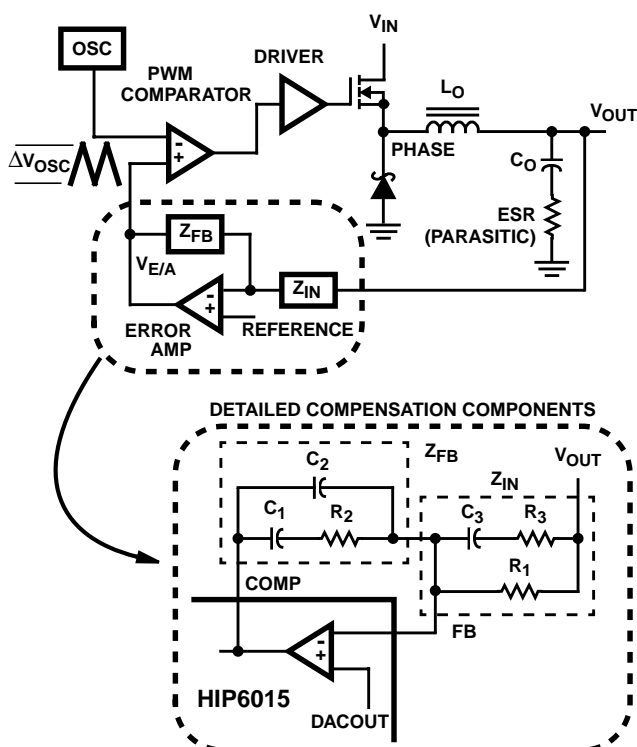 V_IN
OSC
DRIVER
PWM
COMPARATOR
L_O
V_OUT
ΔV_OSC
-
+
PHASE
C_O
ESR
(PARASITIC)
Z_FB
V_E/A
-
+
Z_IN
ERROR
AMP
REFERENCE
DETAILED COMPENSATION COMPONENTS
C_2
Z_FB
V_OUT
Z_IN
C_1
R_2
C_3
R_3
R_1
COMP
FB
-
+
HIP6015
DACOUT